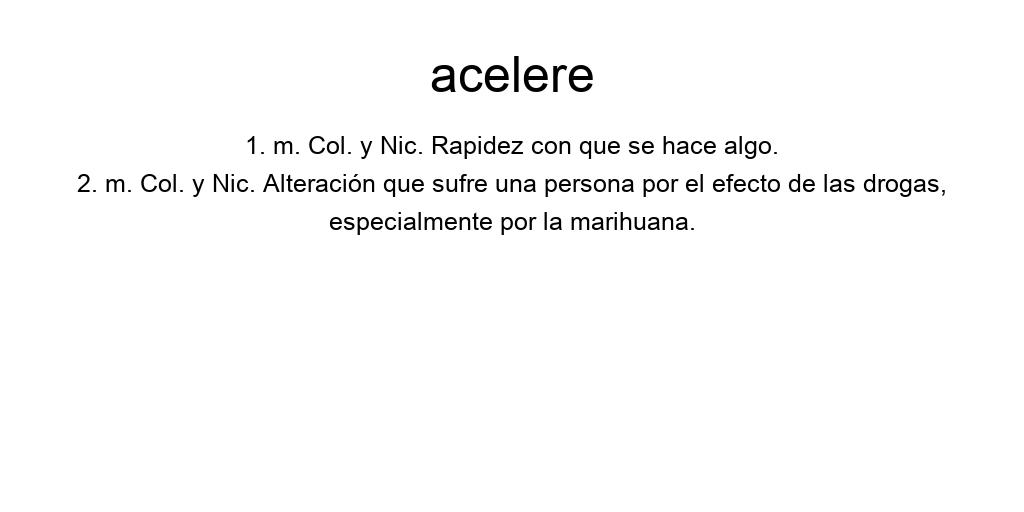 acelere
1. m. Col. y Nic. Rapidez con que se hace algo.
2. m. Col. y Nic. Alteración que sufre una persona por el efecto de las drogas,
especialmente por la marihuana.